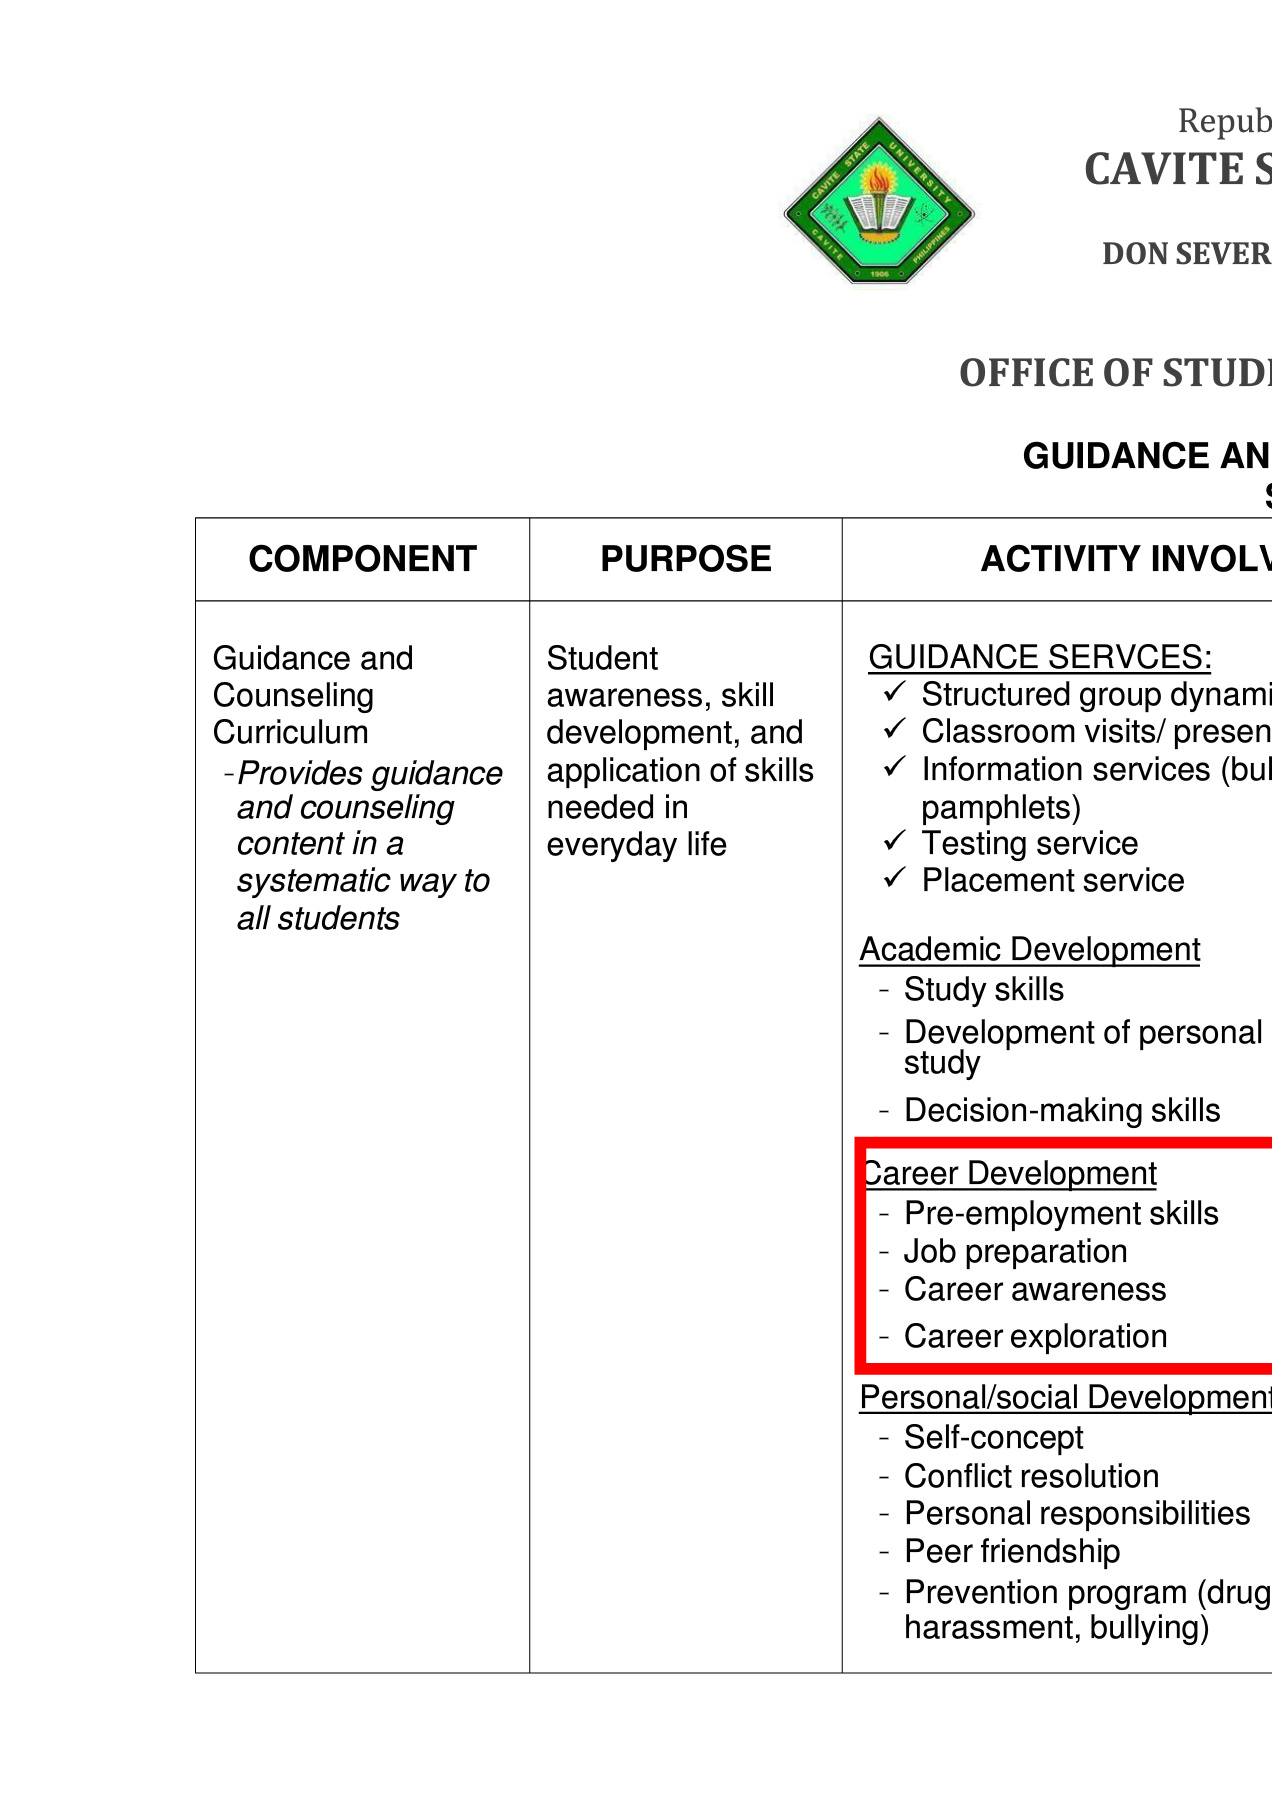 Repub
CAVITE S
DON SEVER
CAVITE STATE UNIVERSITY
CAVITE 1906 PHILIPPINES
OFFICE OF STUD
GUIDANCE AN
S
COMPONENT PURPOSE ACTIVITY INVOLV
Guidance and
Counseling
Curriculum
-Provides guidance
and counseling
content in a
systematic way to
all students
Student
awareness, skill
development, and
application of skills
needed in
everyday life
GUIDANCE SERVCES:
✓ Structured group dynami
✓ Classroom visits/ presen
✓ Information services (bul
pamphlets)
✓ Testing service
✓ Placement service
Academic Development
- Study skills
- Development of personal
study
- Decision-making skills
Career Development
- Pre-employment skills
- Job preparation
- Career awareness
- Career exploration
Personal/social Development
- Self-concept
- Conflict resolution
- Personal responsibilities
- Peer friendship
- Prevention program (drug
harassment, bullying)